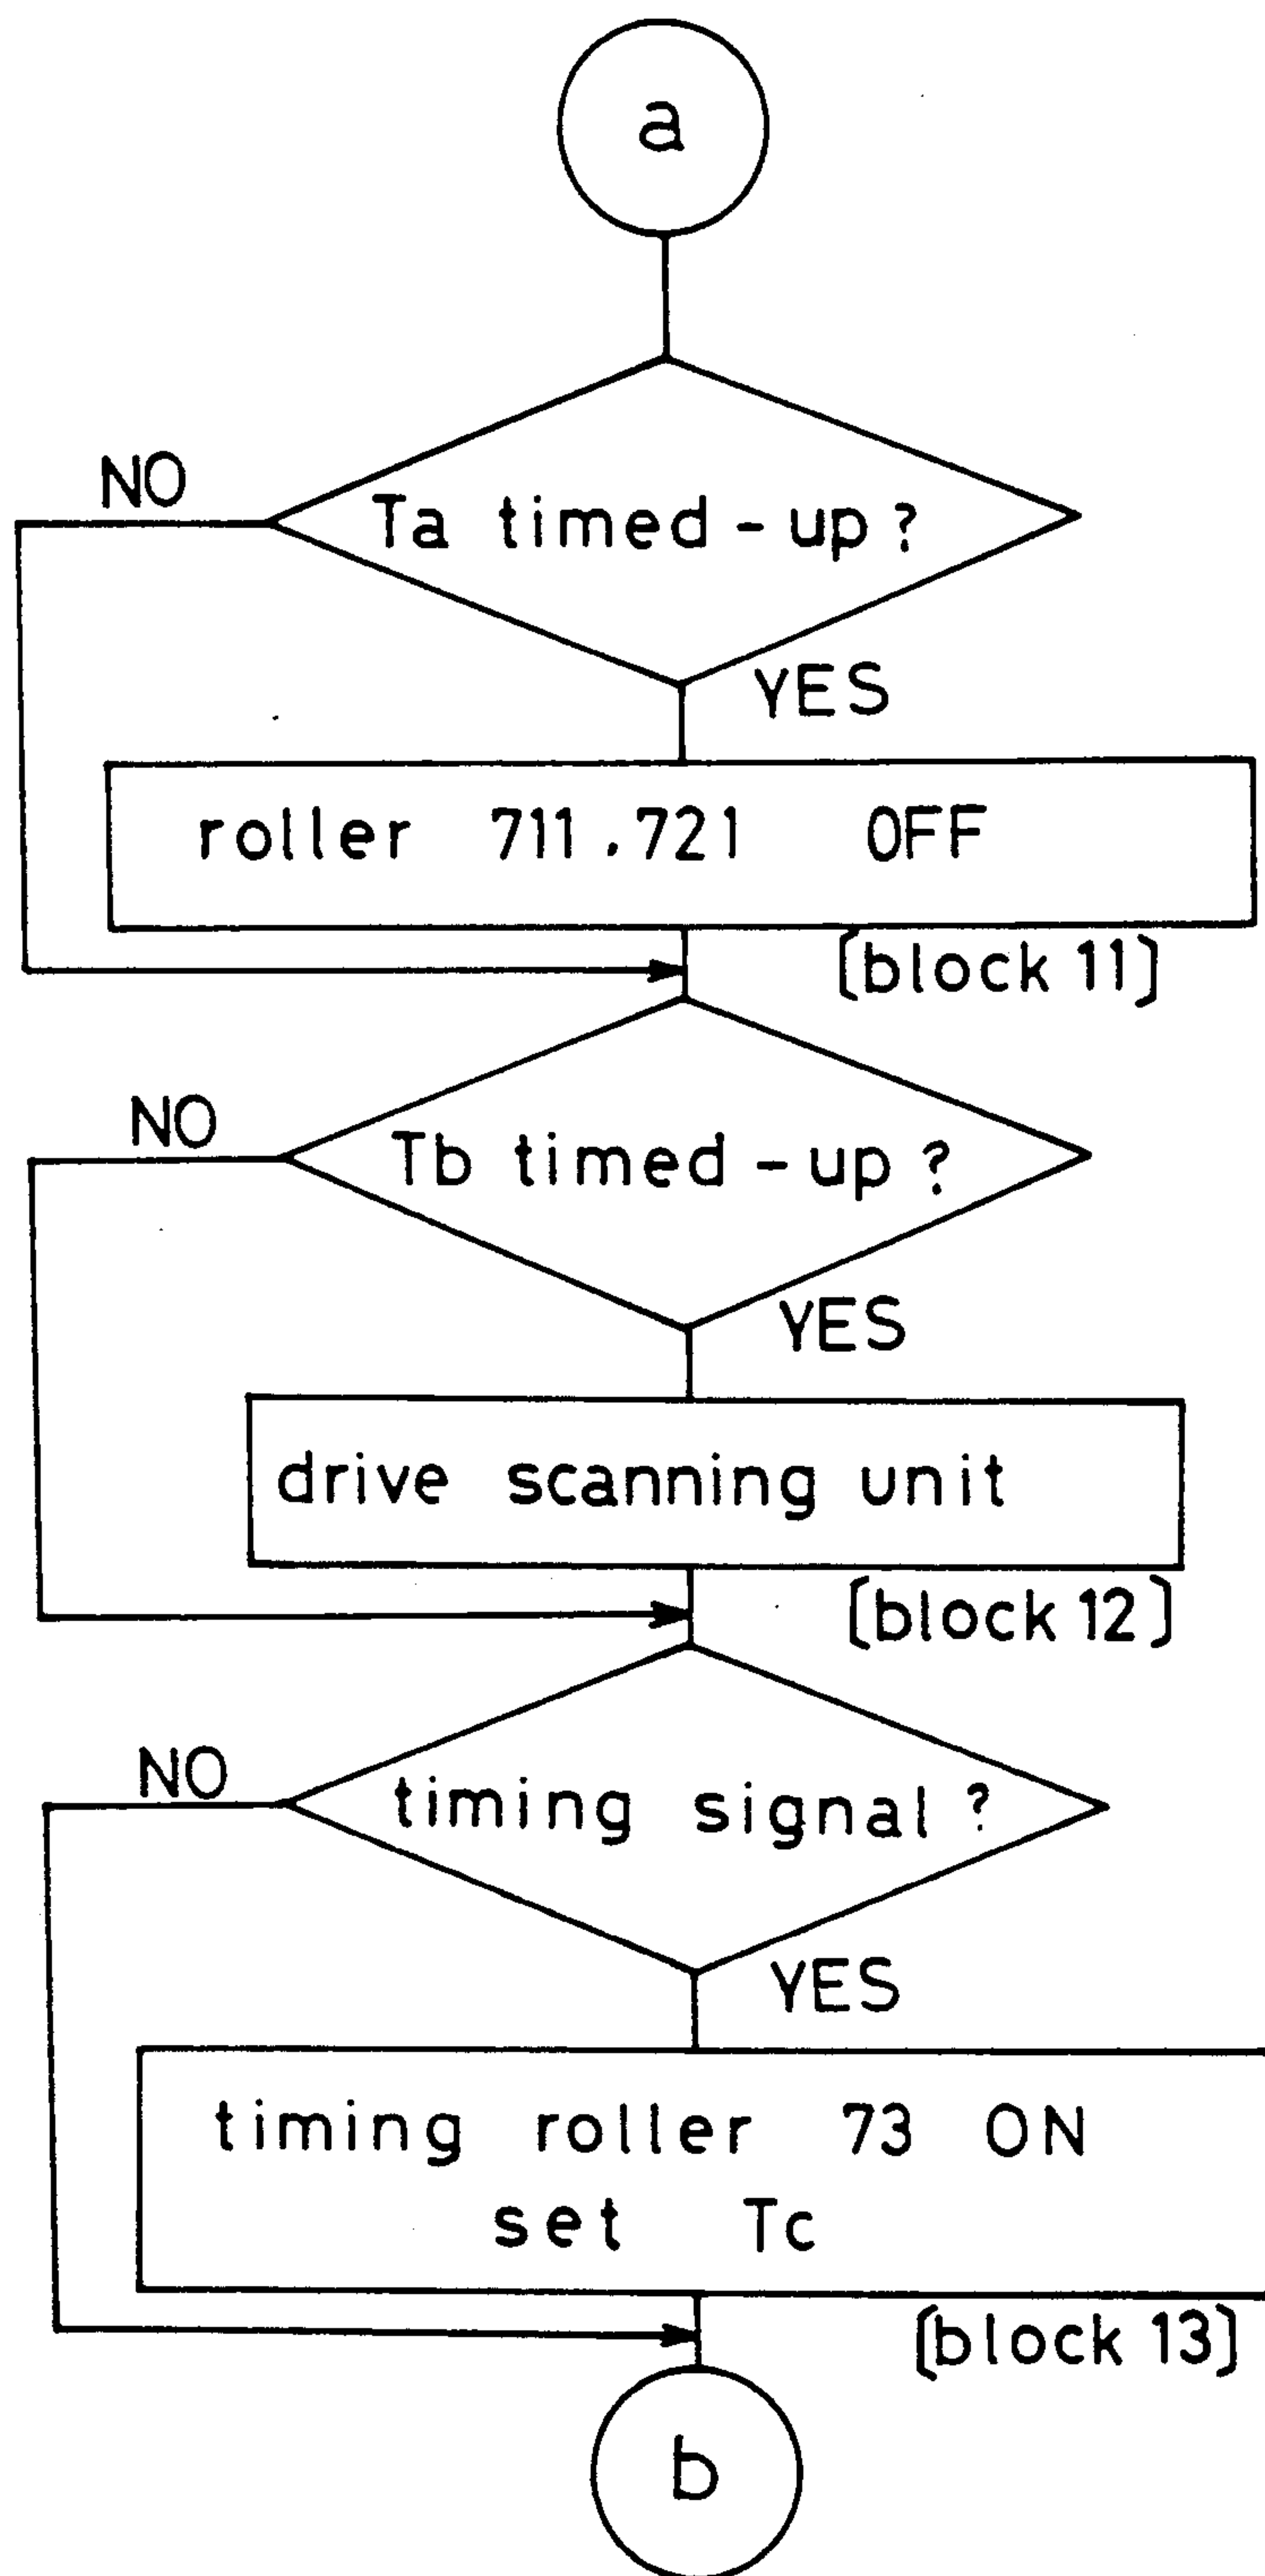 a
NO
Ta timed-up?
YES
roller 711.721 OFF
[block 11]
NO
Tb timed-up?
YES
drive scanning unit
[block 12]
NO
timing signal?
YES
timing roller 73 ON
set Tc
[block 13]
b